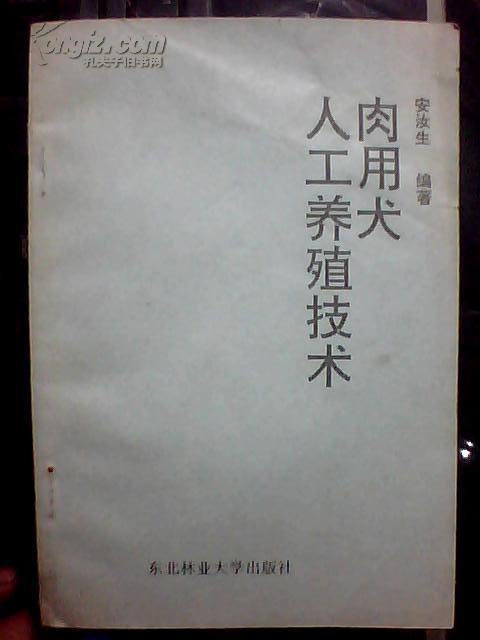 kongfz.com
孔夫子旧书网
安汝生 编著
肉用犬
人工养殖技术
东北林业大学出版社